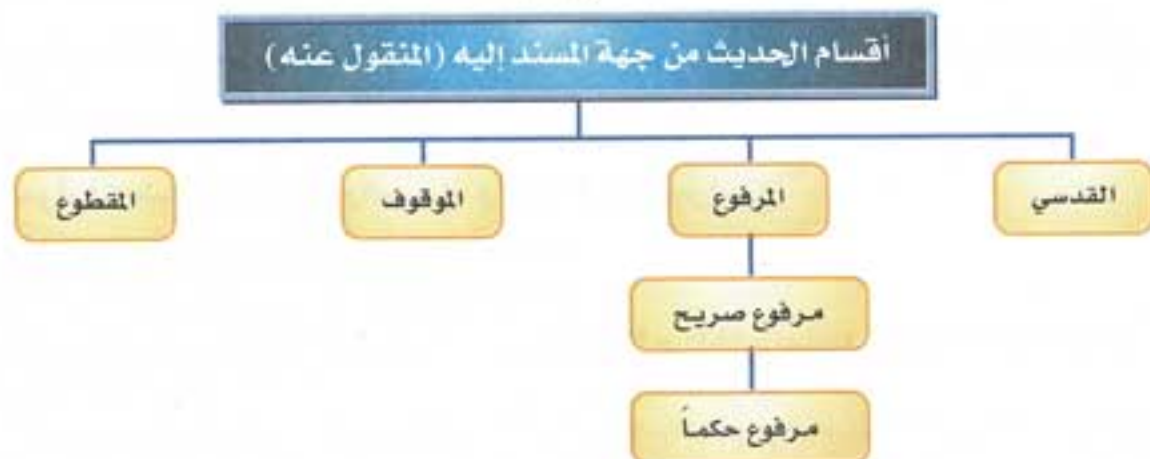 أقسام الحديث من جهة المسند إليه (المنقول عنه)
القدسي
المرفوع
الموقوف
المقطوع
مرفوع صريح
مرفوع حكماً